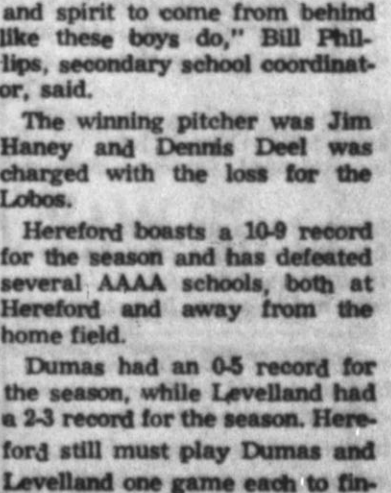 and spirit to come from behind
like these boys do," Bill Phil-
lips, secondary school coordinat-
or, said.
The winning pitcher was Jim
Haney and Dennis Deel was
charged with the loss for the
Lobos.
Hereford boasts a 10-9 record
for the season and has defeated
several AAAA schools, both at
Hereford and away from the
home field.
Dumas had an 0-5 record for
the season, while Levelland had
a 2-3 record for the season. Here-
ford still must play Dumas and
Levelland one game each to fin-